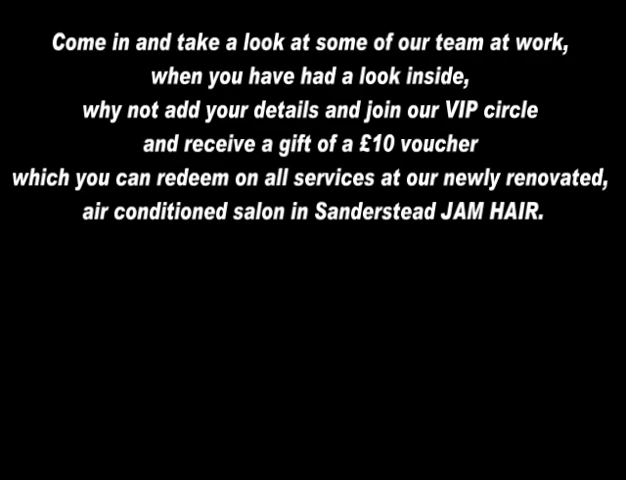 Come in and take a look at some of our team at work,
when you have had a look inside,
why not add your details and join our VIP circle
and receive a gift of a £10 voucher
which you can redeem on all services at our newly renovated,
air conditioned salon in Sanderstead JAM HAIR.